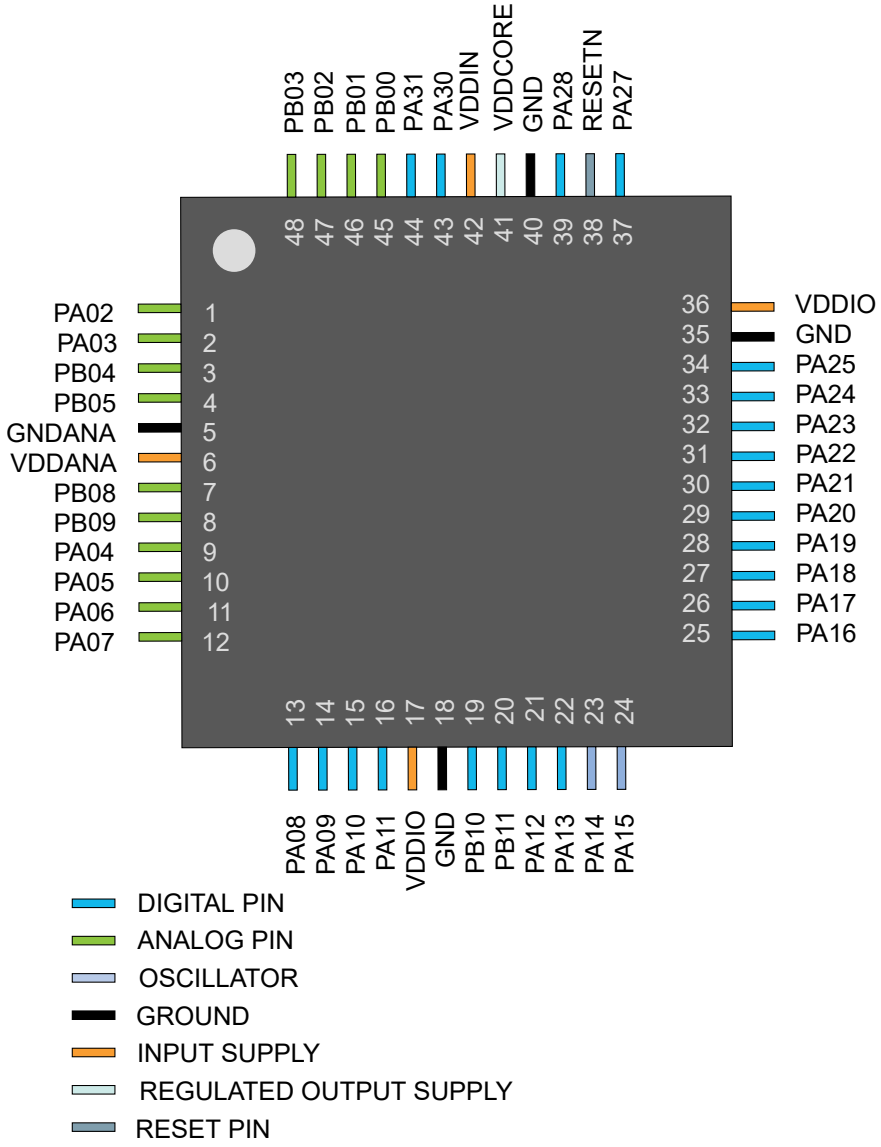 PB03
PB02
PB01
PB00
PA31
PA30
VDDIN
VDDCORE
GND
PA28
RESETN
PA27
48
47
46
45
44
43
42
41
40
39
38
37
PA02 1
PA03 2
PB04 3
PB05 4
GNDANA 5
VDDANA 6
PB08 7
PB09 8
PA04 9
PA05 10
PA06 11
PA07 12
36 VDDIO
35 GND
34 PA25
33 PA24
32 PA23
31 PA22
30 PA21
29 PA20
28 PA19
27 PA18
26 PA17
25 PA16
13
14
15
16
17
18
19
20
21
22
23
24
PA08
PA09
PA10
PA11
VDDIO
GND
PB10
PB11
PA12
PA13
PA14
PA15
DIGITAL PIN
ANALOG PIN
OSCILLATOR
GROUND
INPUT SUPPLY
REGULATED OUTPUT SUPPLY
RESET PIN